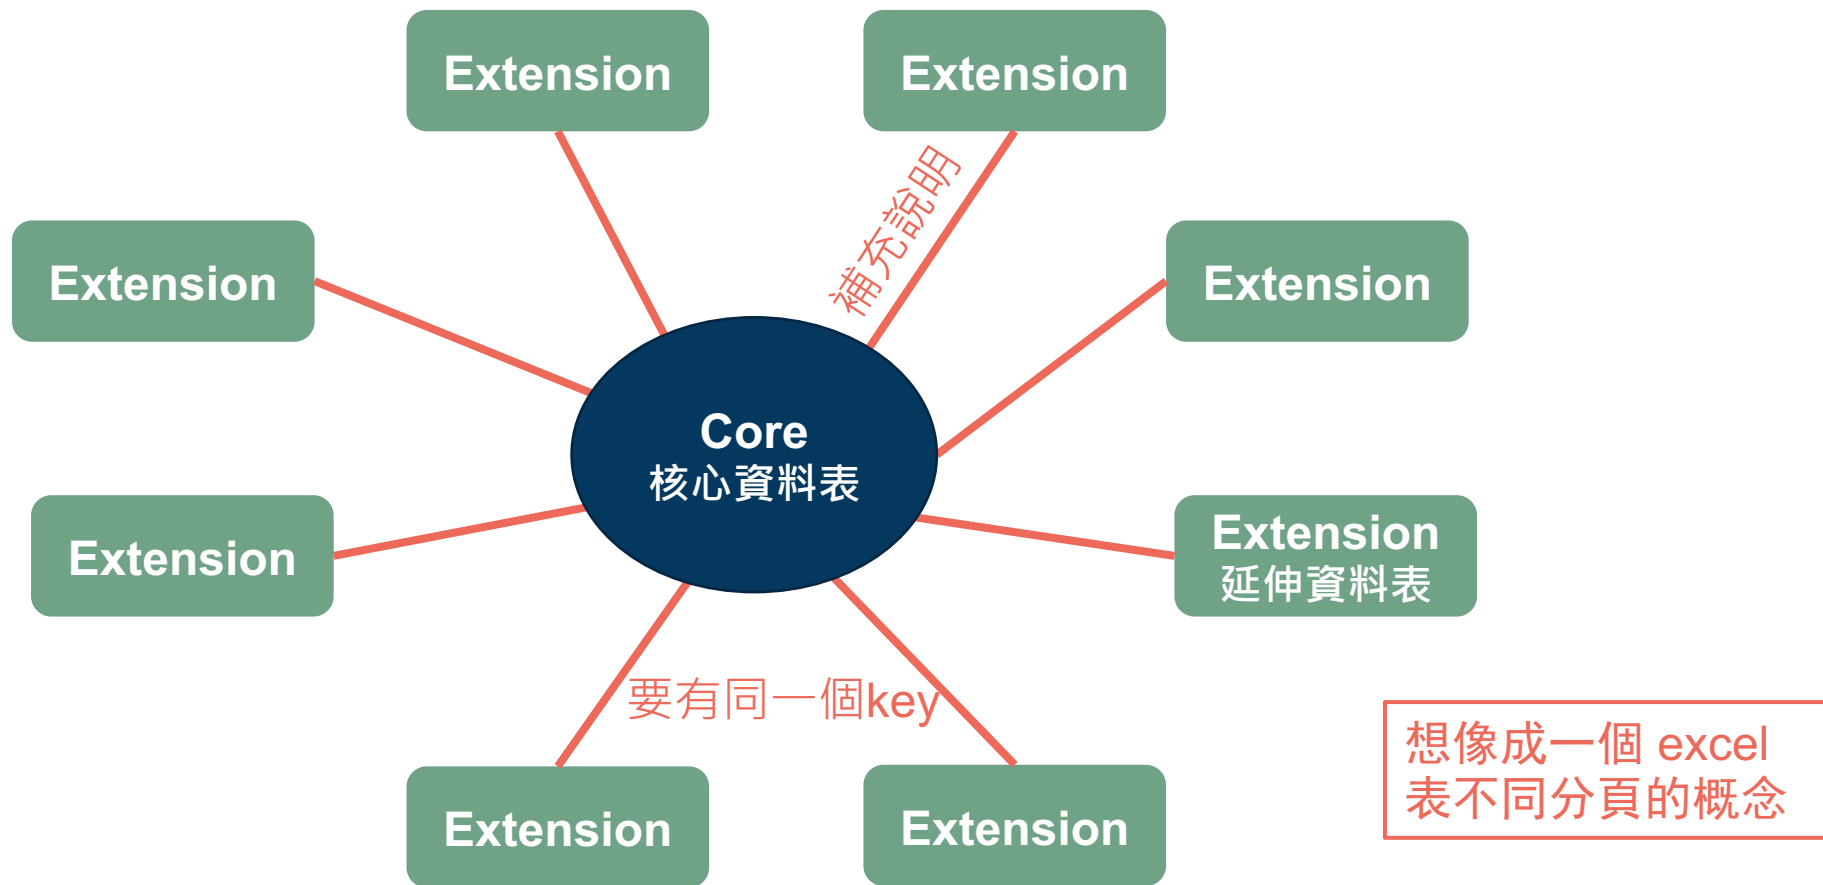 Extension
Extension
補充說明
Extension
Extension
Core
核心資料表
Extension
Extension
延伸資料表
要有同一個key
想像成一個 excel
表不同分頁的概念
Extension
Extension